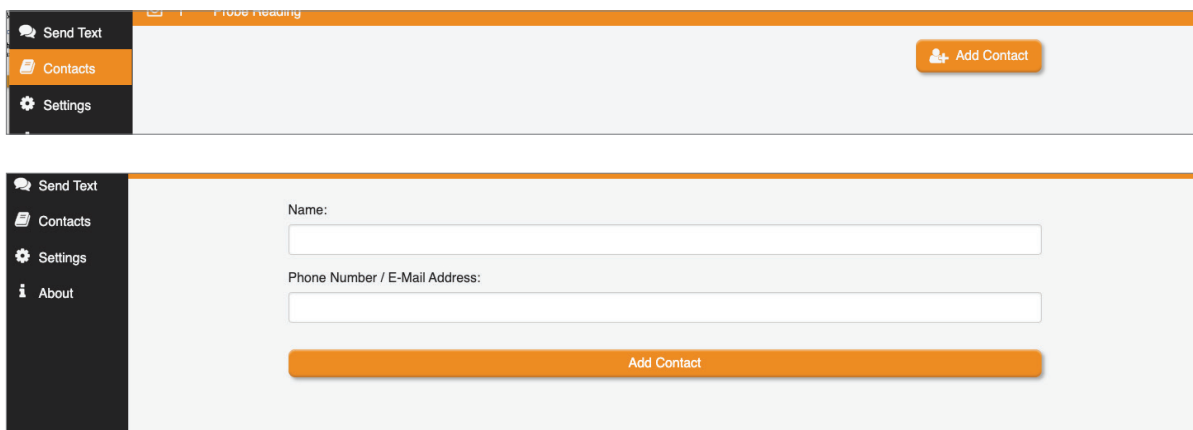 Probe Reading
Send Text
Add Contact
Contacts
Settings
Send Text
Name:
Contacts
Settings
Phone Number / E-Mail Address:
About
Add Contact